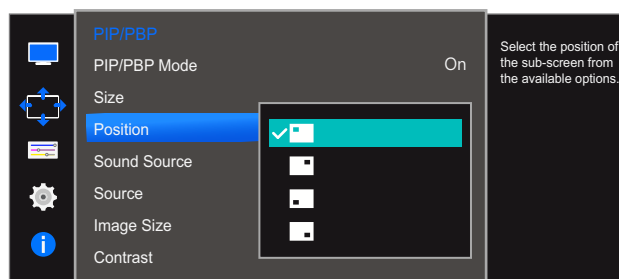 PIP/PBP
PIP/PBP Mode On
Size
Position
Sound Source
Source
Image Size
Contrast
Select the position of
the sub-screen from
the available options.